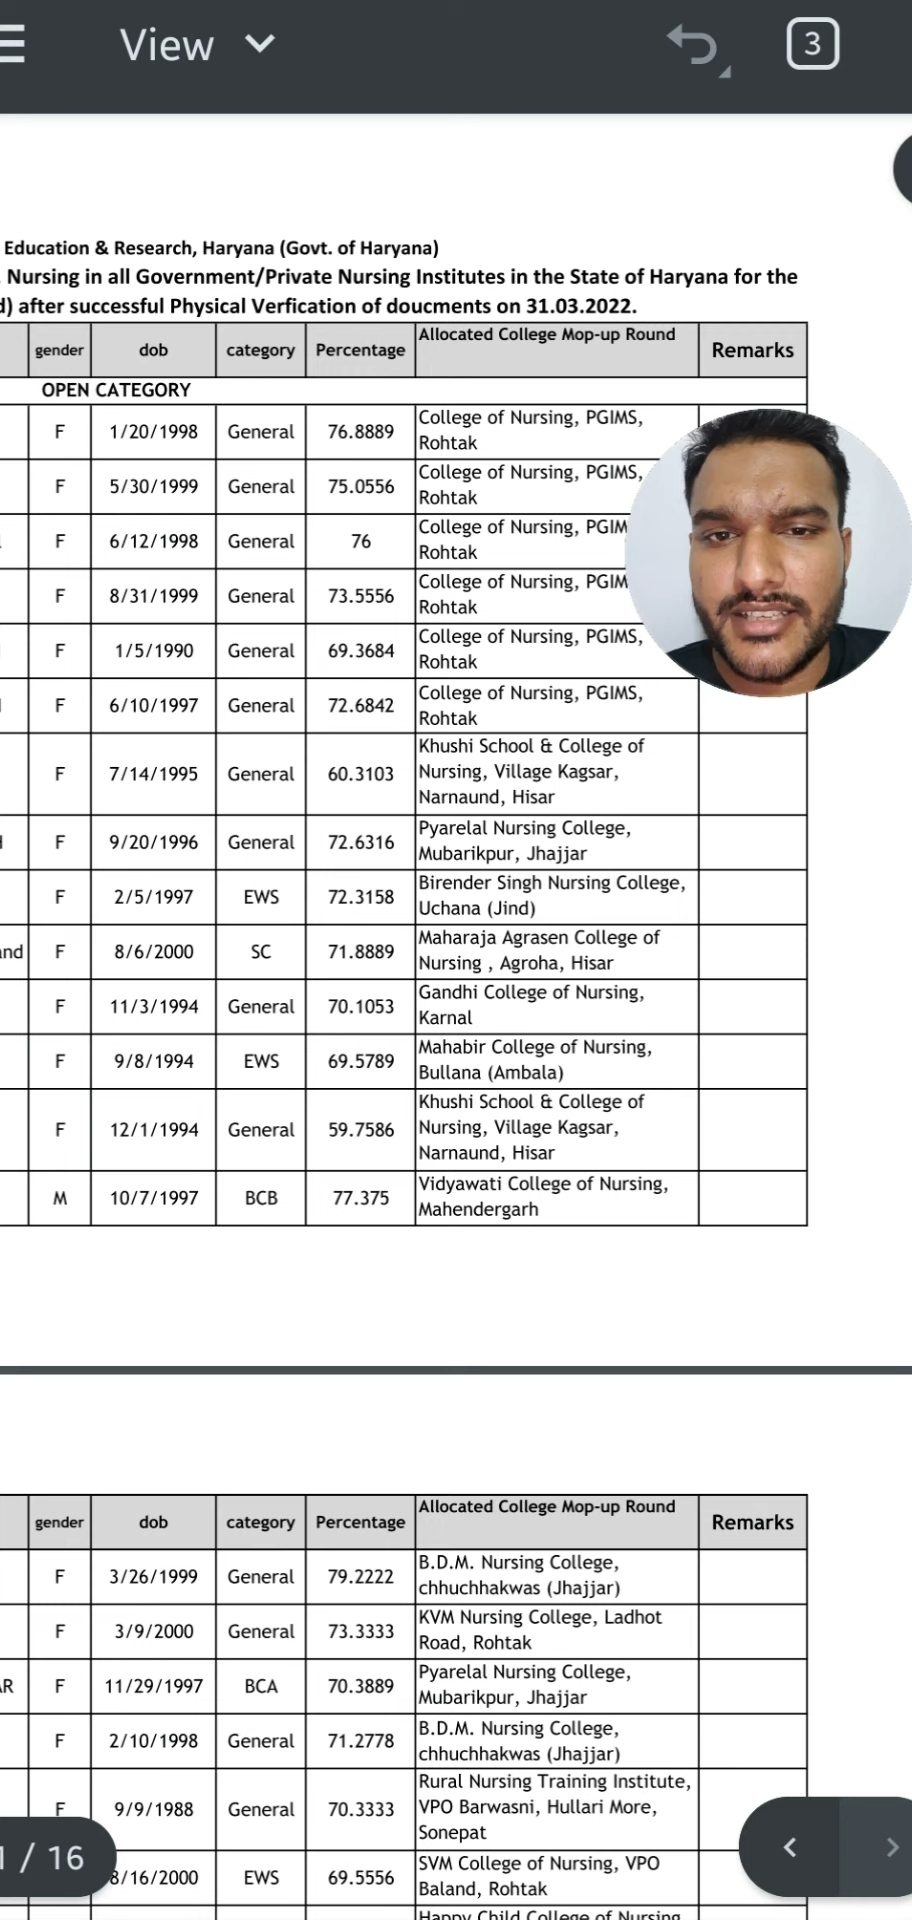 View
3
Education & Research, Haryana (Govt. of Haryana)
. Nursing in all Government/Private Nursing Institutes in the State of Haryana for the
d) after successful Physical Verfication of doucments on 31.03.2022.
gender dob category Percentage Allocated College Mop-up Round Remarks
OPEN CATEGORY
F 1/20/1998 General 76.8889 College of Nursing, PGIMS,
Rohtak
F 5/30/1999 General 75.0556 College of Nursing, PGIMS,
Rohtak
F 6/12/1998 General 76 College of Nursing, PGIM
Rohtak
F 8/31/1999 General 73.5556 College of Nursing, PGIM
Rohtak
F 1/5/1990 General 69.3684 College of Nursing, PGIMS,
Rohtak
F 6/10/1997 General 72.6842 College of Nursing, PGIMS,
Rohtak
F 7/14/1995 General 60.3103 Khushi School & College of
Nursing, Village Kagsar,
Narnaund, Hisar
F 9/20/1996 General 72.6316 Pyarelal Nursing College,
Mubarikpur, Jhajjar
F 2/5/1997 EWS 72.3158 Birender Singh Nursing College,
Uchana (Jind)
and F 8/6/2000 SC 71.8889 Maharaja Agrasen College of
Nursing , Agroha, Hisar
F 11/3/1994 General 70.1053 Gandhi College of Nursing,
Karnal
F 9/8/1994 EWS 69.5789 Mahabir College of Nursing,
Bullana (Ambala)
F 12/1/1994 General 59.7586 Khushi School & College of
Nursing, Village Kagsar,
Narnaund, Hisar
M 10/7/1997 BCB 77.375 Vidyawati College of Nursing,
Mahendergarh
gender dob category Percentage Allocated College Mop-up Round Remarks
F 3/26/1999 General 79.2222 B.D.M. Nursing College,
chhuchhakwas (Jhajjar)
F 3/9/2000 General 73.3333 KVM Nursing College, Ladhot
Road, Rohtak
AR F 11/29/1997 BCA 70.3889 Pyarelal Nursing College,
Mubarikpur, Jhajjar
F 2/10/1998 General 71.2778 B.D.M. Nursing College,
chhuchhakwas (Jhajjar)
F 9/9/1988 General 70.3333 Rural Nursing Training Institute,
VPO Barwasni, Hullari More,
Sonepat
1 / 16
8/16/2000 EWS 69.5556 SVM College of Nursing, VPO
Baland, Rohtak
Happy Child College of Nursing